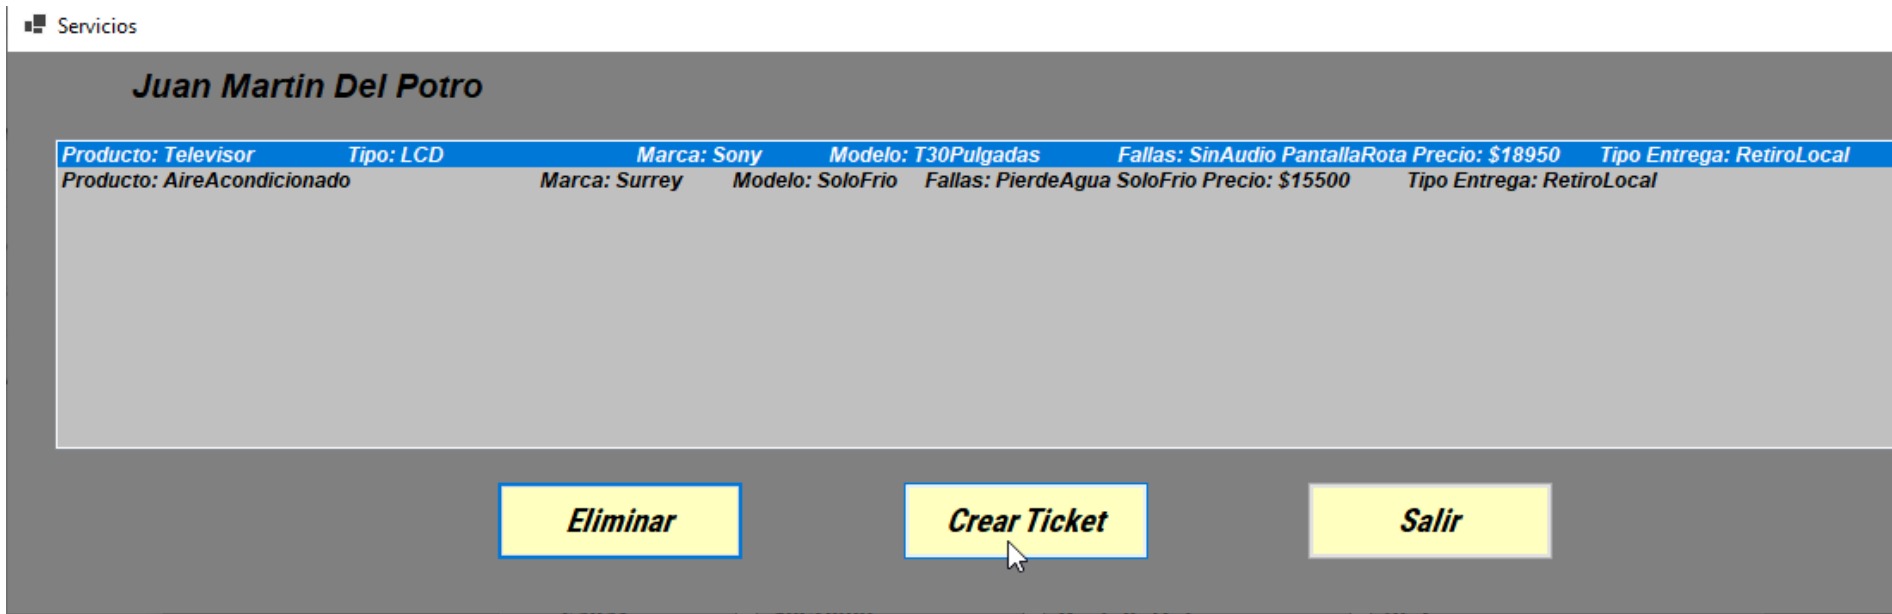 Servicios
Juan Martin Del Potro
Producto: Televisor Tipo: LCD Marca: Sony Modelo: T30Pulgadas Fallas: SinAudio PantallaRota Precio: $18950 Tipo Entrega: RetiroLocal
Producto: AireAcondicionado Marca: Surrey Modelo: SoloFrio Fallas: PierdeAgua SoloFrio Precio: $15500 Tipo Entrega: RetiroLocal
Eliminar Crear Ticket Salir